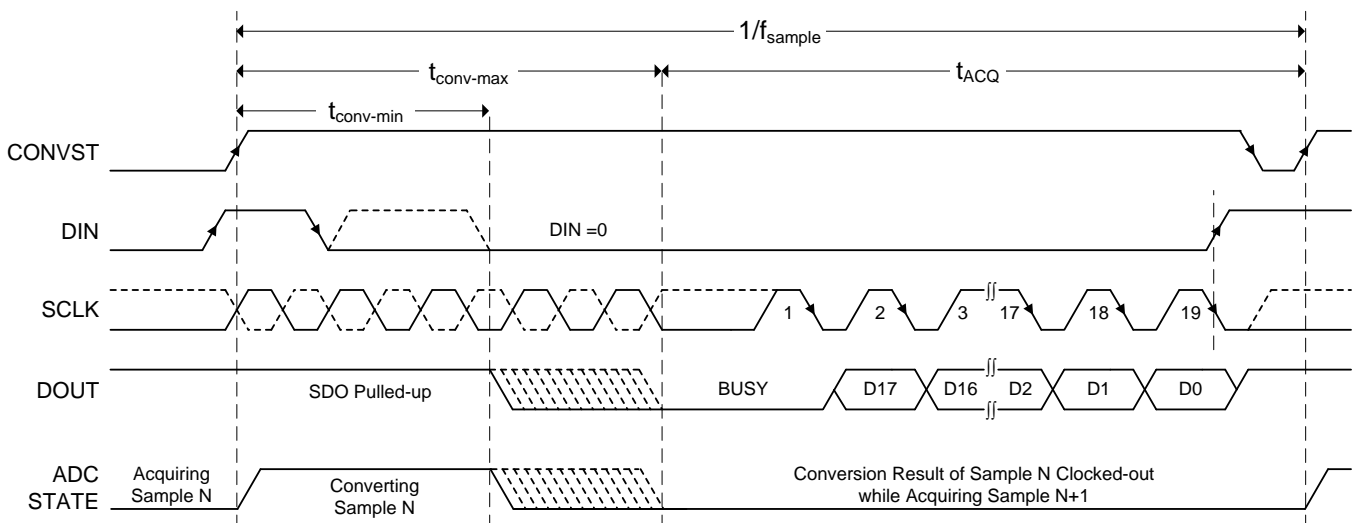 1/fsample
tconv-max
tACQ
tconv-min
CONVST
DIN
DIN =0
SCLK
1 2 3 17 18 19
DOUT
SDO Pulled-up
BUSY
D17 D16 D2 D1 D0
ADC
STATE
Acquiring
Sample N
Converting
Sample N
Conversion Result of Sample N Clocked-out
while Acquiring Sample N+1